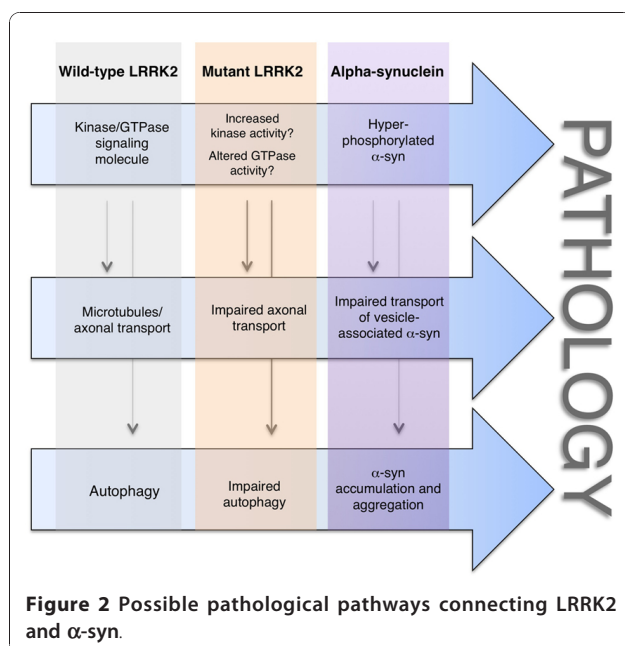 Wild-type LRRK2
Mutant LRRK2
Alpha-synuclein
Kinase/GTPase
signaling
molecule
Increased
kinase activity?
Altered GTPase
activity?
Hyper-
phosphorylated
α-syn
Microtubules/
axonal transport
Impaired axonal
transport
Impaired transport
of vesicle-
associated α-syn
Autophagy
Impaired
autophagy
α-syn
accumulation and
aggregation
PATHOLOGY
Figure 2 Possible pathological pathways connecting LRRK2
and α-syn.